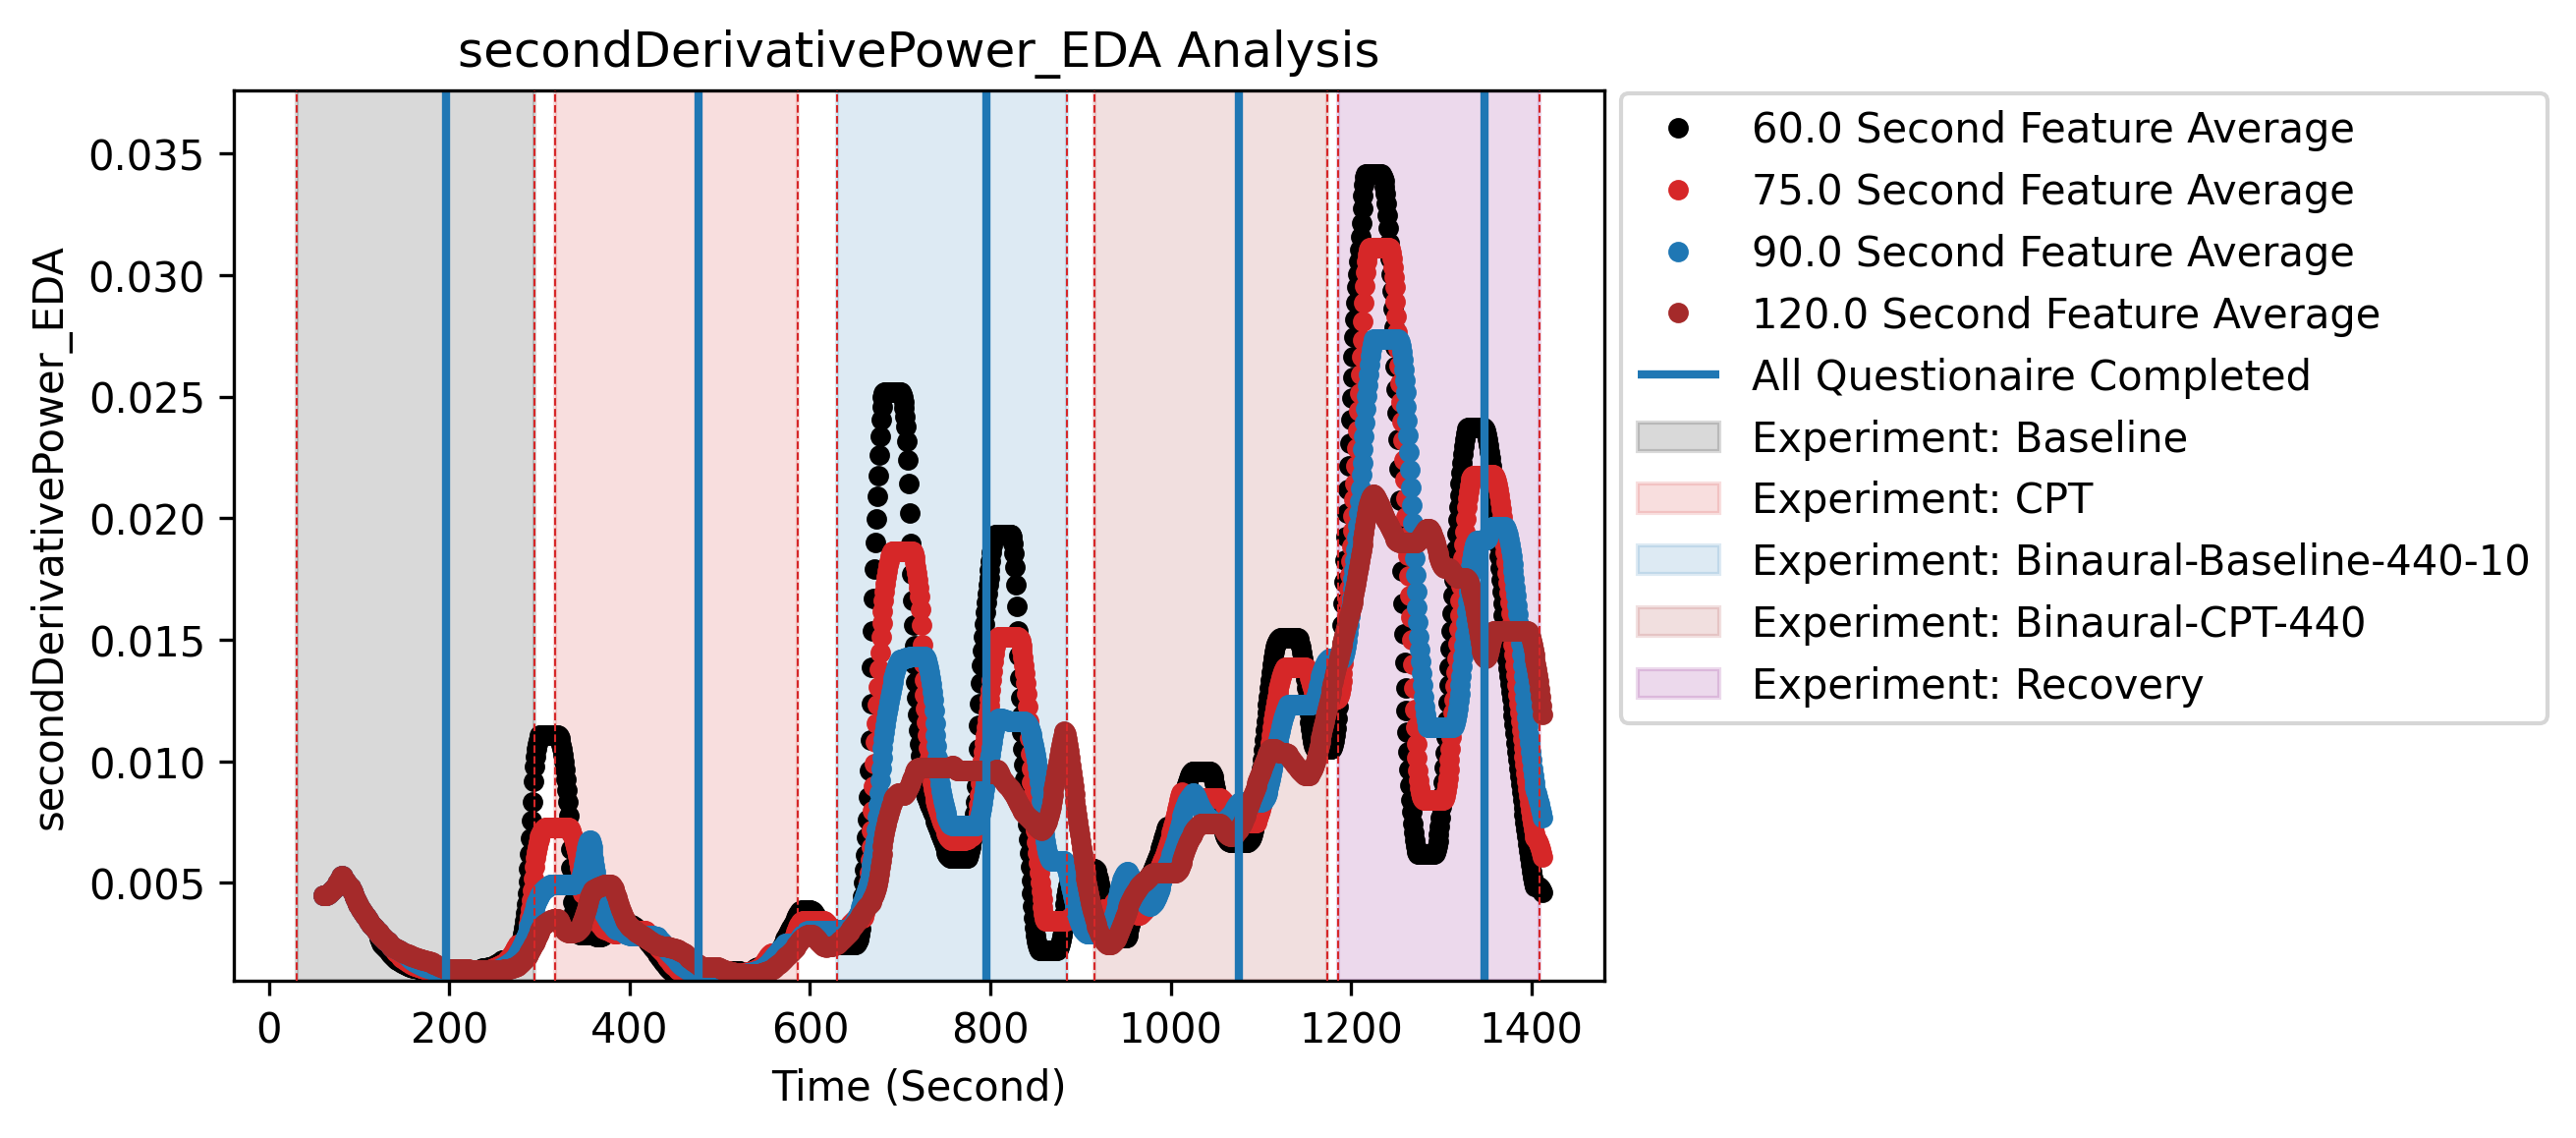 secondDerivativePower_EDA Analysis
secondDerivativePower_EDA
0.035
0.030
0.025
0.020
0.015
0.010
0.005
0 200 400 600 800 1000 1200 1400
Time (Second)
60.0 Second Feature Average
75.0 Second Feature Average
90.0 Second Feature Average
120.0 Second Feature Average
All Questionaire Completed
Experiment: Baseline
Experiment: CPT
Experiment: Binaural-Baseline-440-10
Experiment: Binaural-CPT-440
Experiment: Recovery